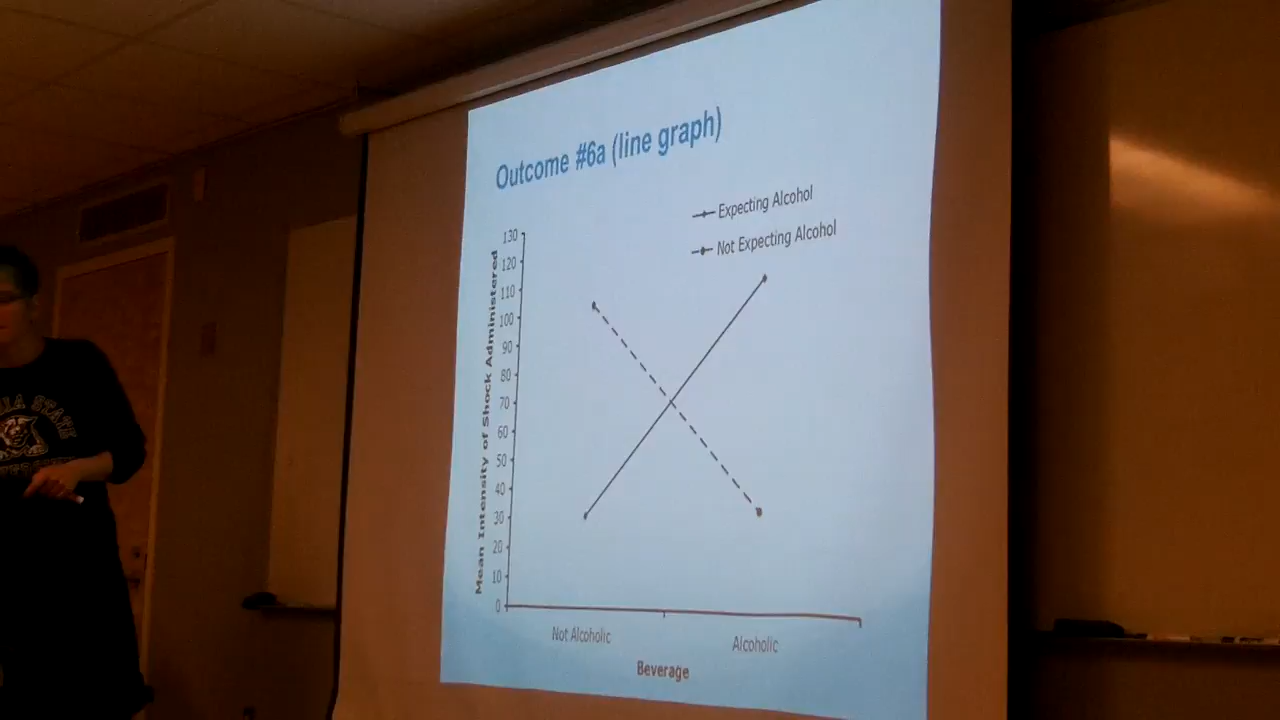 Outcome #6a (line graph)
Expecting Alcohol
Not Expecting Alcohol
Mean Intensity of Shock Administered
130
120
110
100
90
80
70
60
50
40
30
20
10
0
Not Alcoholic
Alcoholic
Beverage
STATE